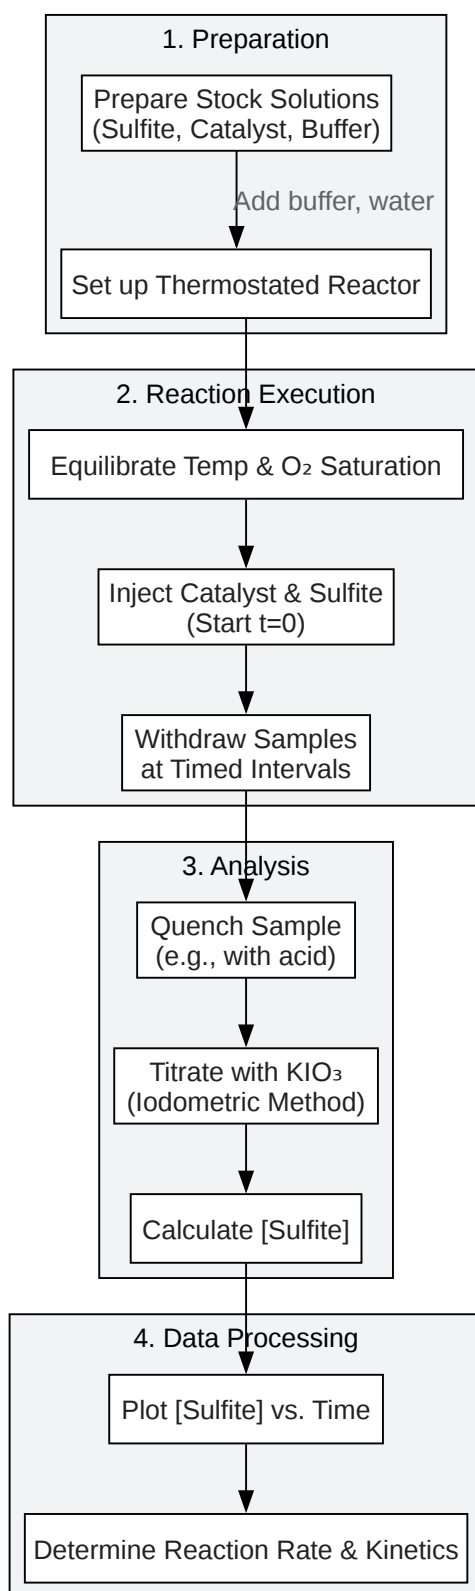 1. Preparation
Prepare Stock Solutions
(Sulfite, Catalyst, Buffer)
Add buffer, water
Set up Thermostated Reactor
2. Reaction Execution
Equilibrate Temp & O₂ Saturation
Inject Catalyst & Sulfite
(Start t=0)
Withdraw Samples
at Timed Intervals
3. Analysis
Quench Sample
(e.g., with acid)
Titrate with KIO₃
(Iodometric Method)
Calculate [Sulfite]
4. Data Processing
Plot [Sulfite] vs. Time
Determine Reaction Rate & Kinetics